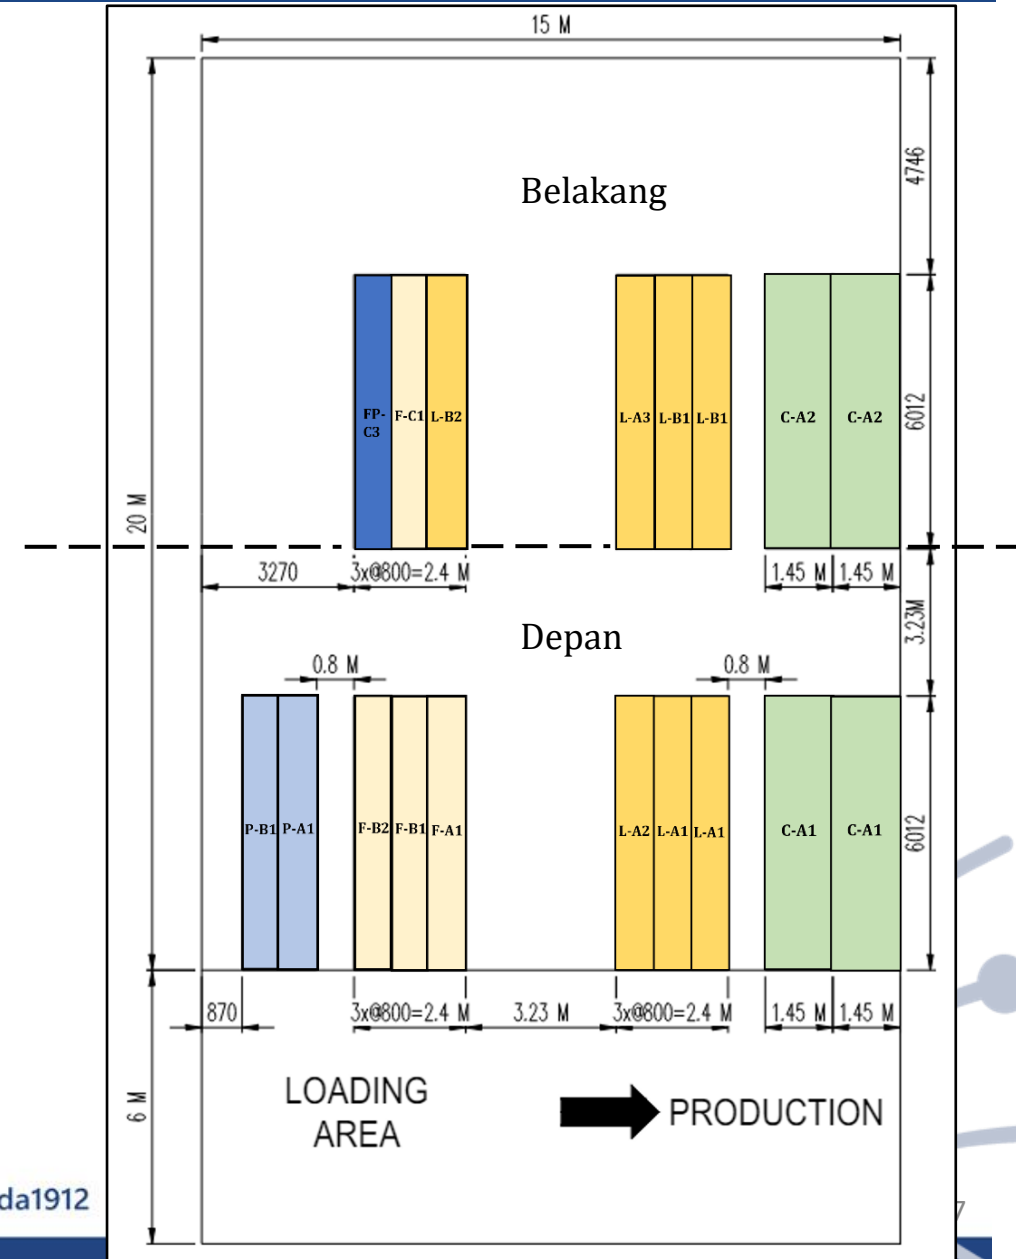 15 M
4746
Belakang
FP-
C3
F-C1
L-B2
L-A3
L-B1
L-B1
C-A2
C-A2
6012
20 M
3270
3x@800=2.4 M
1.45 M
1.45 M
3.23M
Depan
0.8 M
0.8 M
P-B1
P-A1
F-B2
F-B1
F-A1
L-A2
L-A1
L-A1
C-A1
C-A1
6012
870
3x@800=2.4 M
3.23 M
3x@800=2.4 M
1.45 M
1.45 M
6 M
LOADING
AREA
PRODUCTION
da1912
7